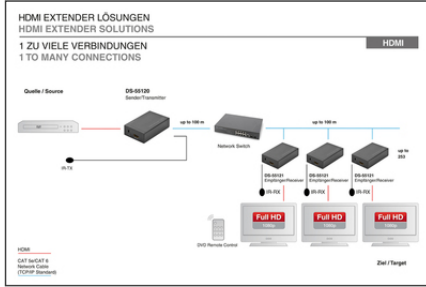 HDMI EXTENDER LÖSUNGEN
HDMI EXTENDER SOLUTIONS
1 ZU VIELE VERBINDUNGEN
1 TO MANY CONNECTIONS
HDMI
Quelle / Source
DS-55120
Sender/Transmitter
up to 100 m
up to 100 m
Network Switch
up to
253
IR-TX
DS-55121
Empfänger/Receiver
DS-55121
Empfänger/Receiver
DS-55121
Empfänger/Receiver
IR-RX
IR-RX
IR-RX
Full HD
1080p
Full HD
1080p
Full HD
1080p
DVD Remote Control
HDMI
CAT 5e/CAT 6
Network Cable
(TCP/IP Standard)
Ziel / Target